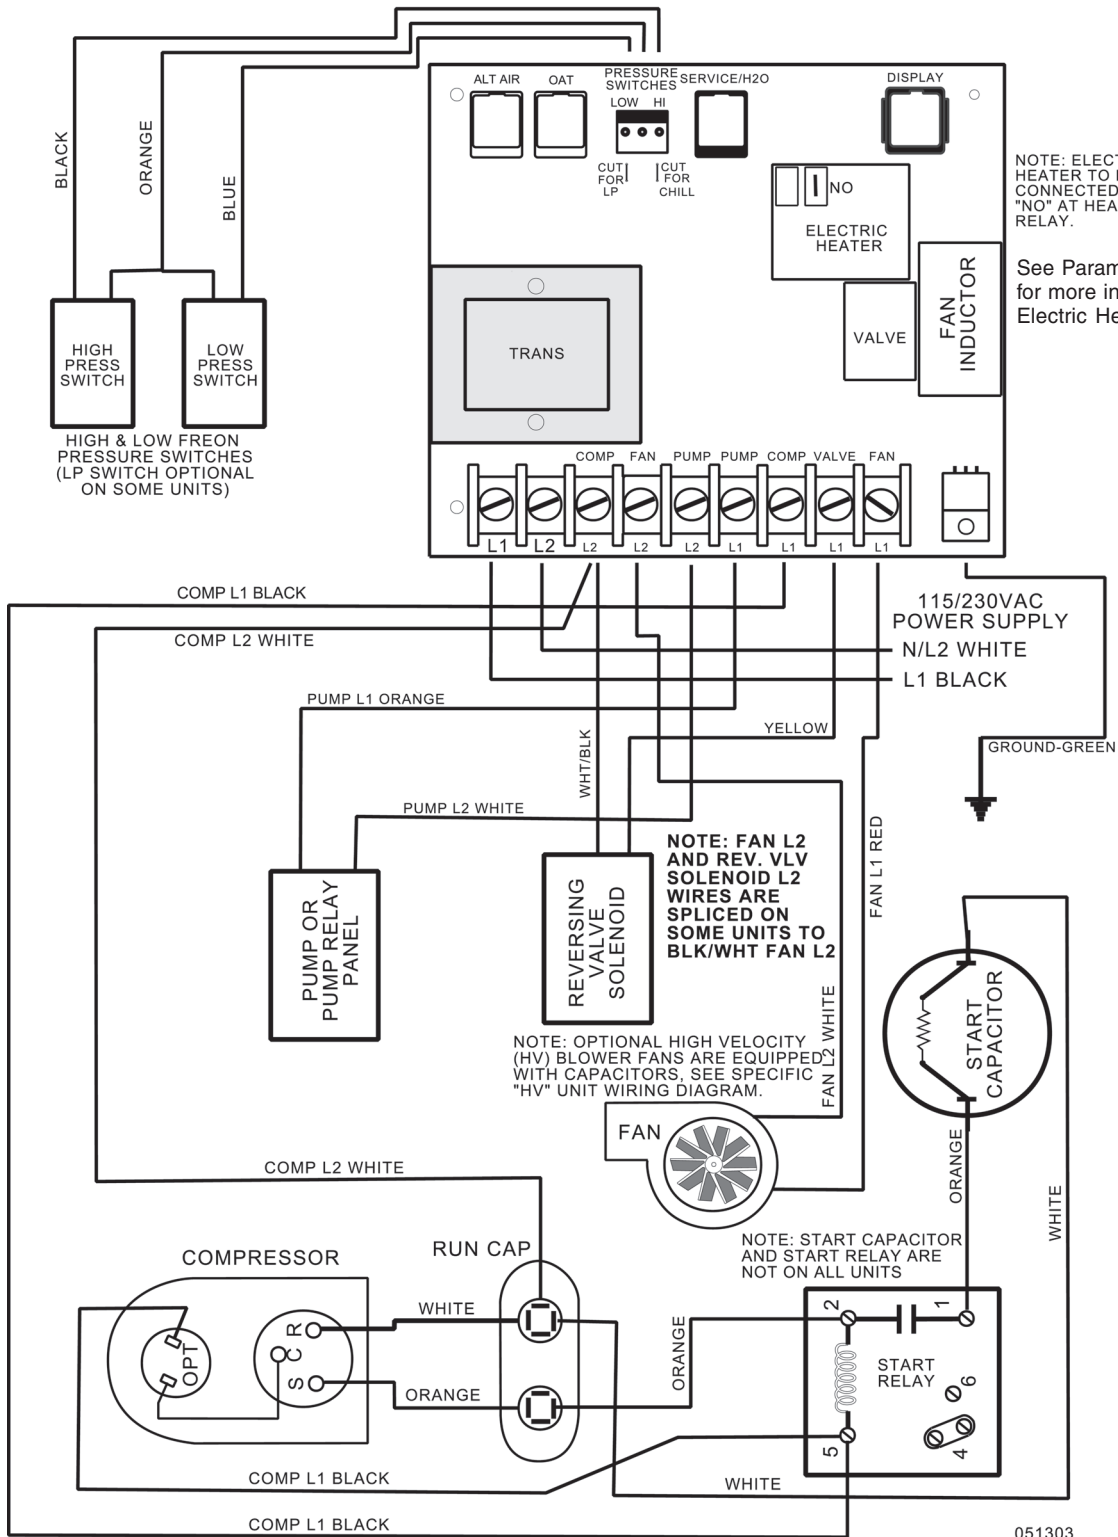 ALT AIR
OAT
PRESSURE
SWITCHES
LOW HI
SERVICE/H2O
DISPLAY
CUT
FOR
LP
CUT
FOR
CHILL
BLACK
ORANGE
BLUE
NO
ELECTRIC
HEATER
NOTE: ELECT
HEATER TO
CONNECTED
"NO" AT HEA
RELAY.
See Param
for more in
Electric He
VALVE
FAN
INDUCTOR
TRANS
HIGH
PRESS
SWITCH
LOW
PRESS
SWITCH
HIGH & LOW FREON
PRESSURE SWITCHES
(LP SWITCH OPTIONAL
ON SOME UNITS)
COMP FAN PUMP PUMP COMP VALVE FAN
L1 L2 L2 L2 L2 L1 L1 L1 L1
COMP L1 BLACK
COMP L2 WHITE
115/230VAC
POWER SUPPLY
N/L2 WHITE
L1 BLACK
PUMP L1 ORANGE
YELLOW
WHT/BLK
GROUND-GREEN
PUMP L2 WHITE
FAN L1 RED
PUMP OR
PUMP RELAY
PANEL
REVERSING
VALVE
SOLENOID
NOTE: FAN L2
AND REV. VLV
SOLENOID L2
WIRES ARE
SPLICED ON
SOME UNITS TO
BLK/WHT FAN L2
FAN L2 WHITE
START
CAPACITOR
NOTE: OPTIONAL HIGH VELOCITY
(HV) BLOWER FANS ARE EQUIPPED
WITH CAPACITORS, SEE SPECIFIC
"HV" UNIT WIRING DIAGRAM.
FAN
ORANGE
WHITE
COMP L2 WHITE
NOTE: START CAPACITOR
AND START RELAY ARE
NOT ON ALL UNITS
COMPRESSOR
RUN CAP
WHITE
ORANGE
OPT
R
C
S
ORANGE
2
1
START
RELAY
6
5
4
COMP L1 BLACK
WHITE
COMP L1 BLACK
051303